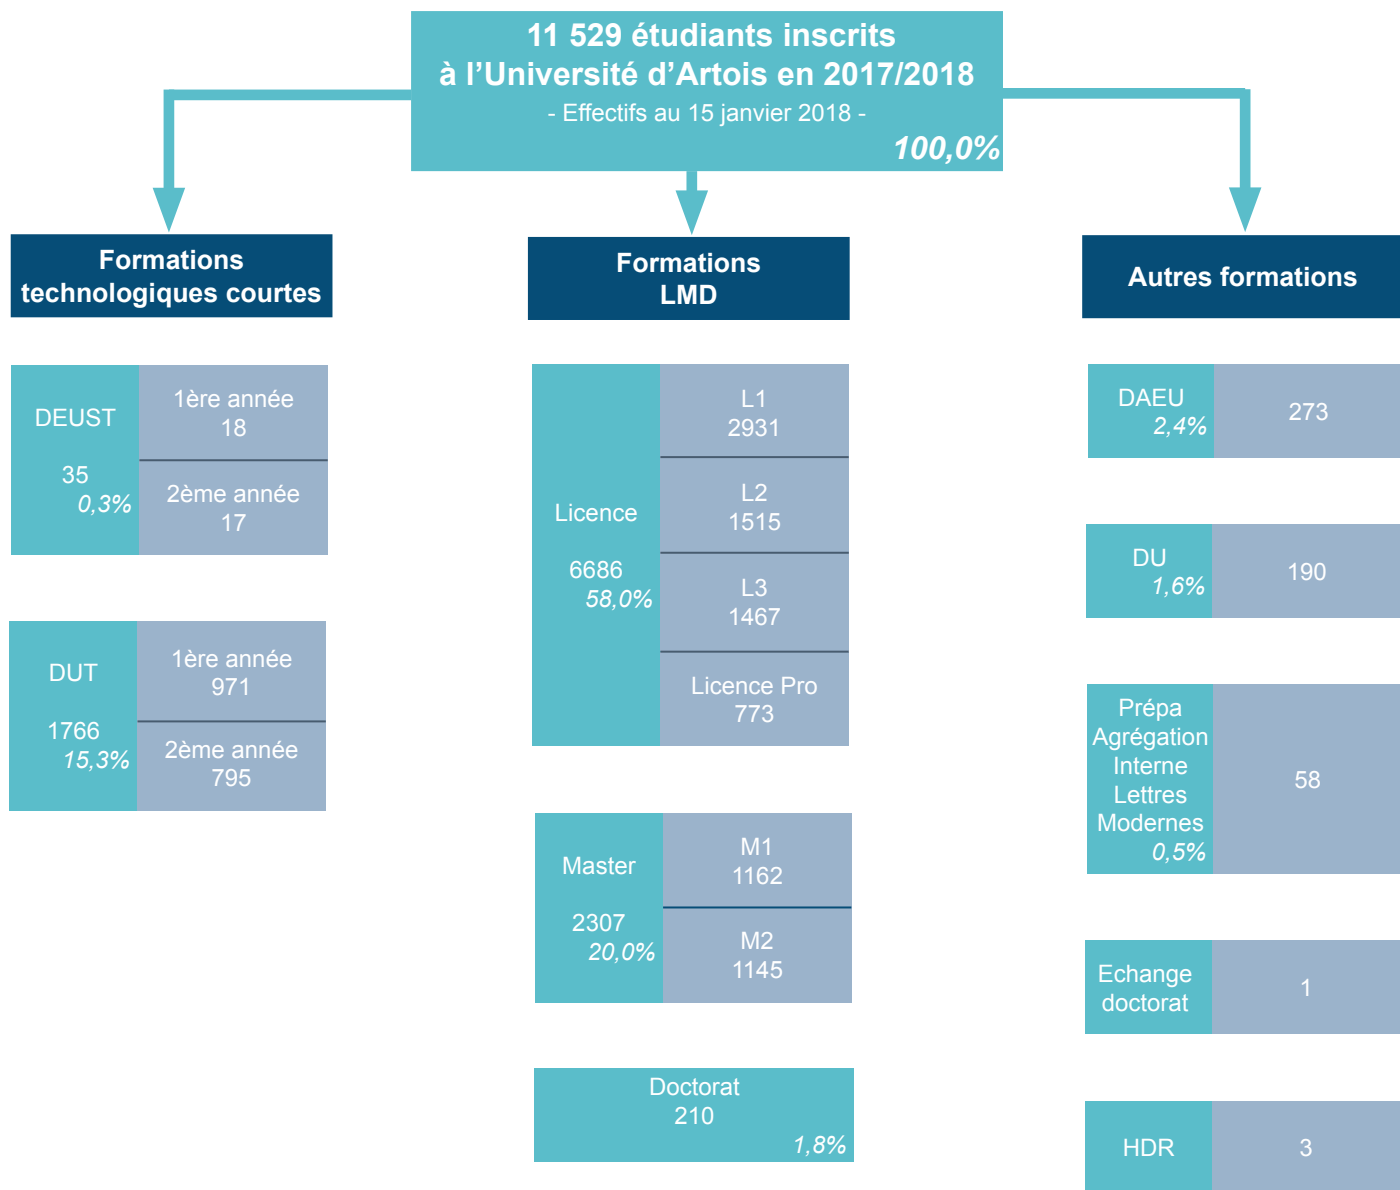 11 529 étudiants inscrits
à l'Université d'Artois en 2017/2018
- Effectifs au 15 janvier 2018 -
100,0%
Formations
technologiques courtes
DEUST
35
0,3%
1ère année
18
2ème année
17
DUT
1766
15,3%
1ère année
971
2ème année
795
Formations
LMD
Licence
6686
58,0%
L1
2931
L2
1515
L3
1467
Licence Pro
773
Master
2307
20,0%
M1
1162
M2
1145
Doctorat
210
1,8%
Autres formations
DAEU
2,4%
273
DU
1,6%
190
Prépa
Agrégation
Interne
Lettres
Modernes
0,5%
58
Echange
doctorat
1
HDR
3